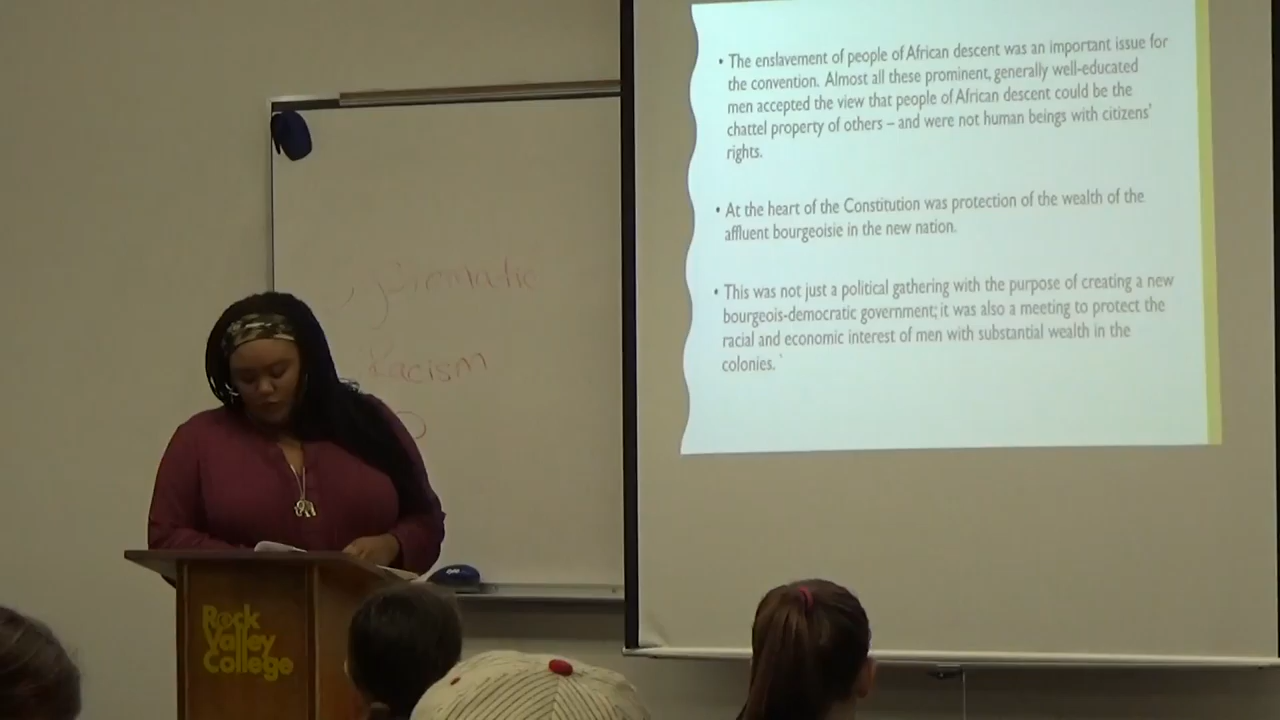 • The enslavement of people of African descent was an important issue for
the convention. Almost all these prominent, generally well-educated
men accepted the view that people of African descent could be the
chattel property of others – and were not human beings with citizens'
rights.
• At the heart of the Constitution was protection of the wealth of the
affluent bourgeoisie in the new nation.
• This was not just a political gathering with the purpose of creating a new
bourgeois-democratic government; it was also a meeting to protect the
racial and economic interest of men with substantial wealth in the
colonies.
Racism
Rock
Valley
College